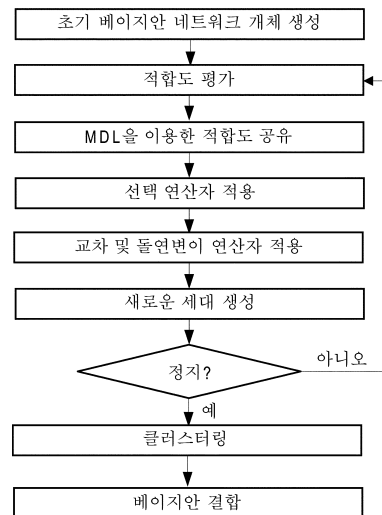 초기 베이지안 네트워크 개체 생성
적합도 평가
MDL을 이용한 적합도 공유
선택 연산자 적용
교차 및 돌연변이 연산자 적용
새로운 세대 생성
정지?
아니오
예
클러스터링
베이지안 결합